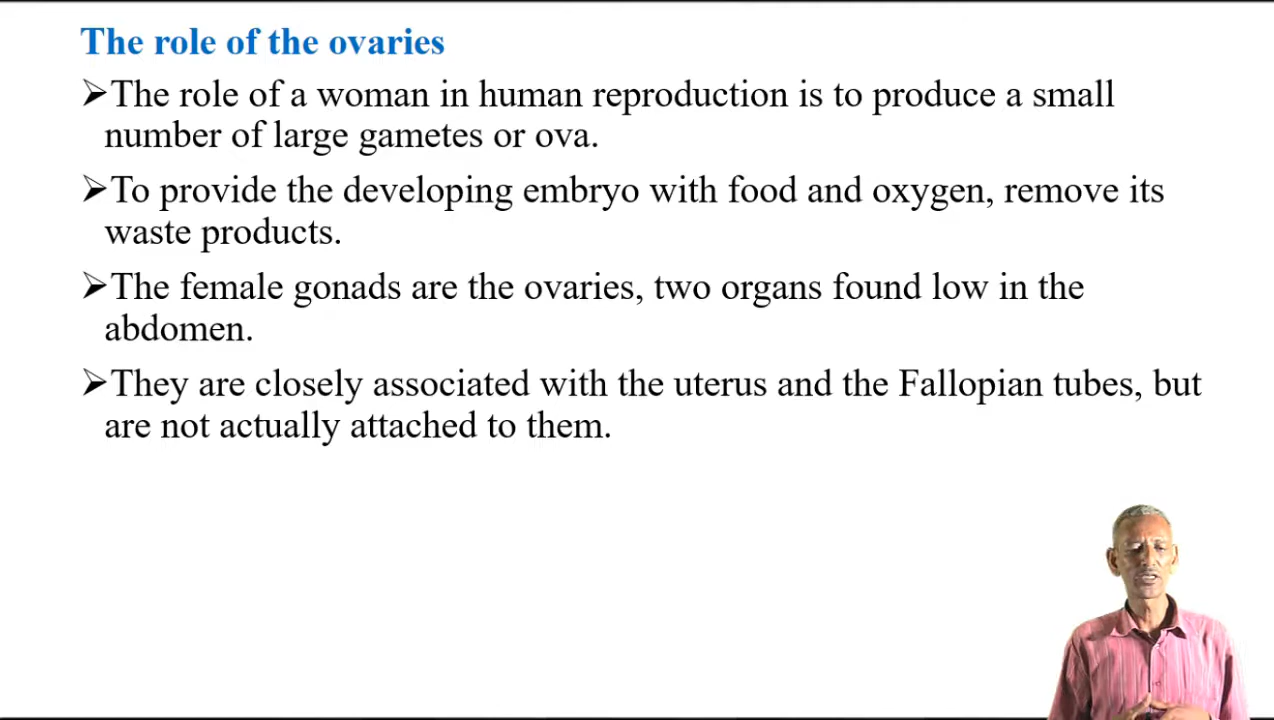 The role of the ovaries
➢The role of a woman in human reproduction is to produce a small
number of large gametes or ova.
➢To provide the developing embryo with food and oxygen, remove its
waste products.
➢The female gonads are the ovaries, two organs found low in the
abdomen.
➢They are closely associated with the uterus and the Fallopian tubes, but
are not actually attached to them.